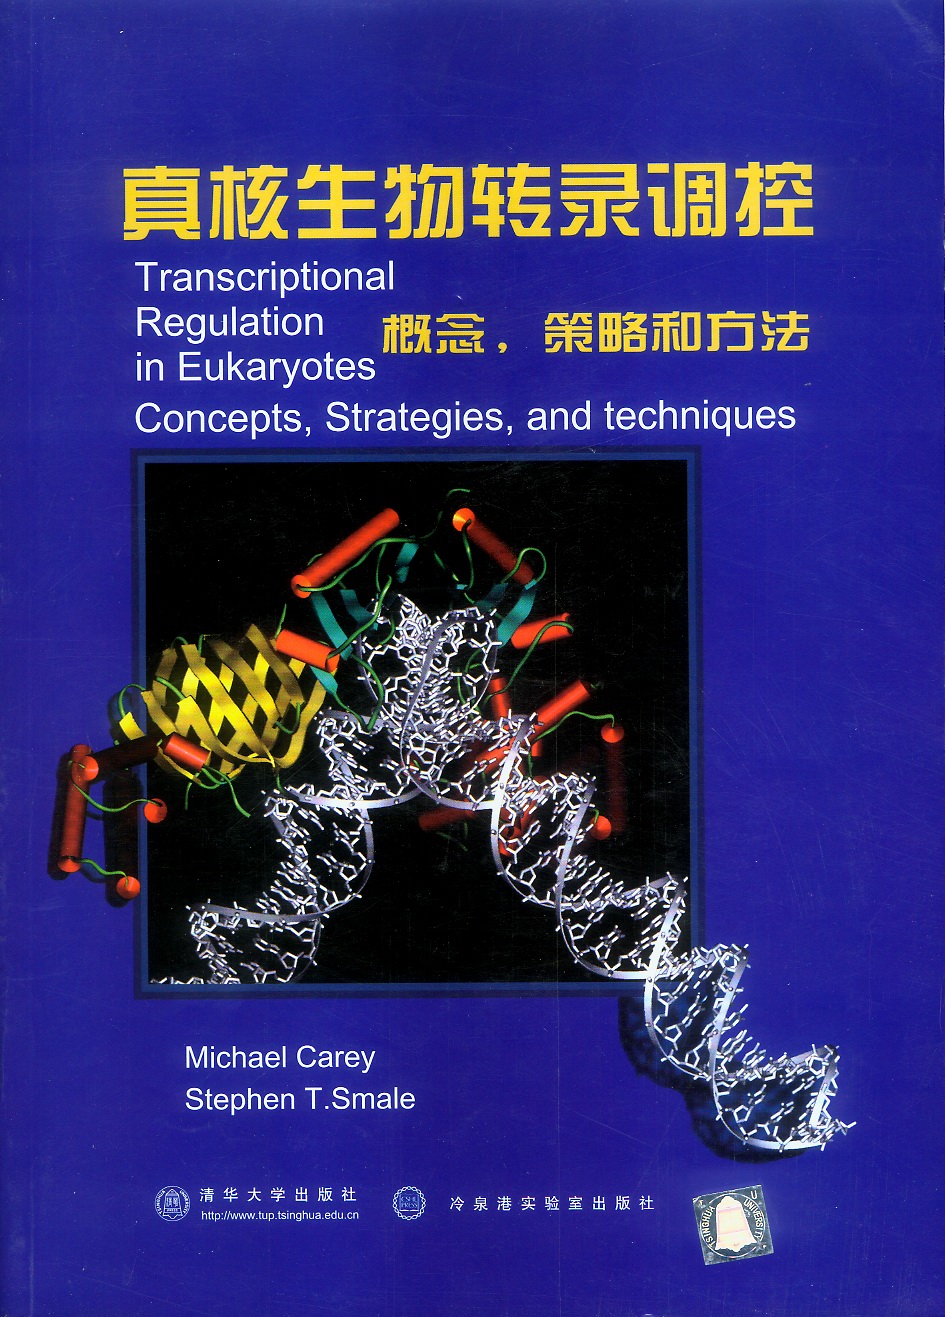 真核生物转录调控
Transcriptional
Regulation
in Eukaryotes
概念，策略和方法
Concepts, Strategies, and techniques
Michael Carey
Stephen T.Smale
清华大学出版社
http://www.tup.tsinghua.edu.cn
冷泉港实验室出版社
TSINGHUA UNIVERSITY